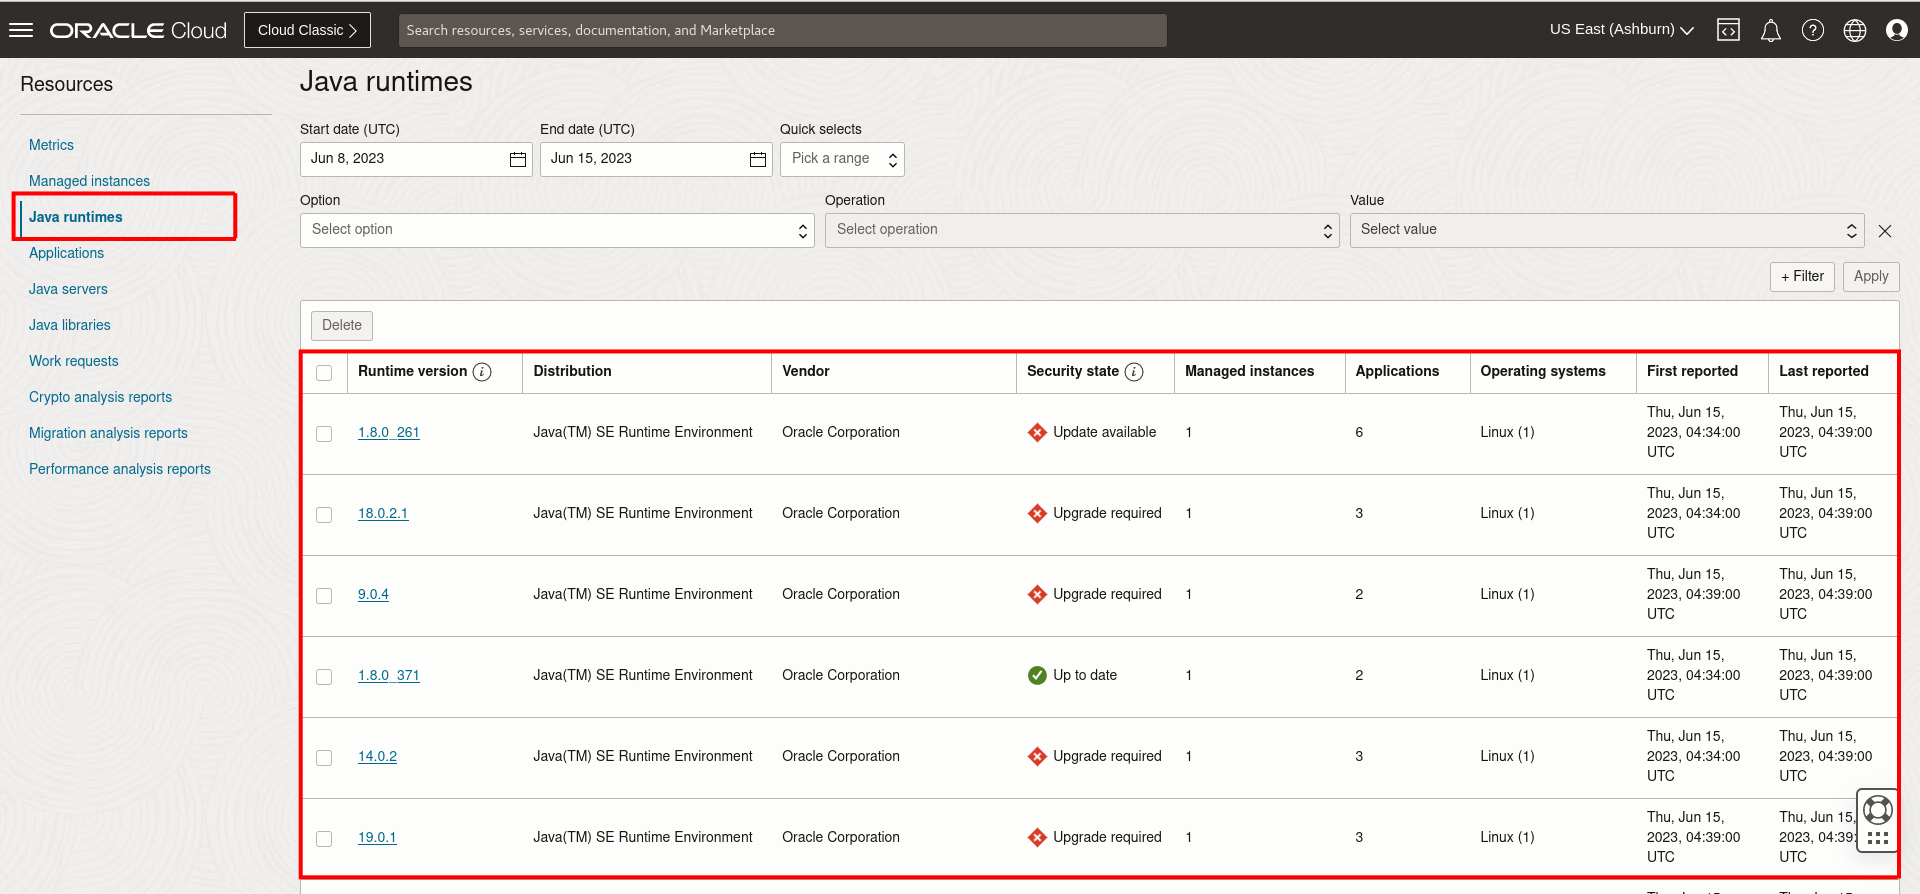 ORACLE Cloud
Cloud Classic
Search resources, services, documentation, and Marketplace
US East (Ashburn)
Resources
Metrics
Managed instances
Java runtimes
Applications
Java servers
Java libraries
Work requests
Crypto analysis reports
Migration analysis reports
Performance analysis reports
Java runtimes
Start date (UTC) End date (UTC) Quick selects
Jun 8, 2023 Jun 15, 2023 Pick a range
Option Operation Value
Select option Select operation Select value
+ Filter Apply
Delete
Runtime version Distribution Vendor Security state Managed instances Applications Operating systems First reported Last reported
1.8.0_261 Java(TM) SE Runtime Environment Oracle Corporation Update available 1 6 Linux (1)
Thu, Jun 15,
2023, 04:34:00
UTC
Thu, Jun 15,
2023, 04:39:00
UTC
18.0.2.1 Java(TM) SE Runtime Environment Oracle Corporation Upgrade required 1 3 Linux (1)
Thu, Jun 15,
2023, 04:34:00
UTC
Thu, Jun 15,
2023, 04:39:00
UTC
9.0.4 Java(TM) SE Runtime Environment Oracle Corporation Upgrade required 1 2 Linux (1)
Thu, Jun 15,
2023, 04:39:00
UTC
Thu, Jun 15,
2023, 04:39:00
UTC
1.8.0_371 Java(TM) SE Runtime Environment Oracle Corporation Up to date 1 2 Linux (1)
Thu, Jun 15,
2023, 04:34:00
UTC
Thu, Jun 15,
2023, 04:39:00
UTC
14.0.2 Java(TM) SE Runtime Environment Oracle Corporation Upgrade required 1 3 Linux (1)
Thu, Jun 15,
2023, 04:34:00
UTC
Thu, Jun 15,
2023, 04:39:00
UTC
19.0.1 Java(TM) SE Runtime Environment Oracle Corporation Upgrade required 1 3 Linux (1)
Thu, Jun 15,
2023, 04:39:00
UTC
Thu, Jun 15,
2023, 04:39:
UTC